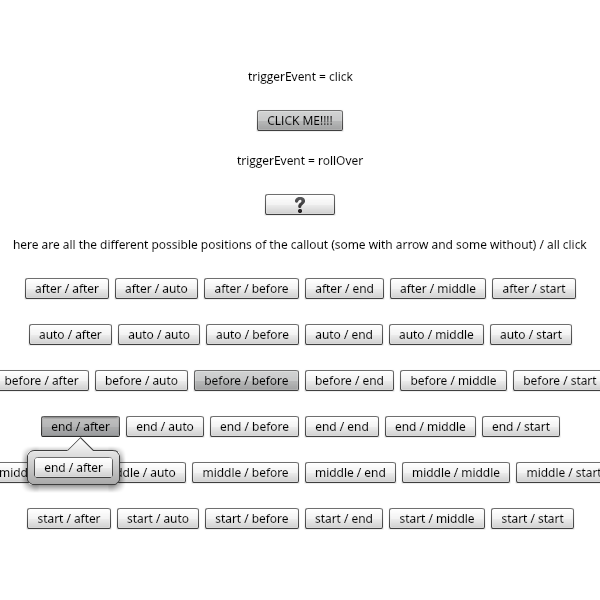 triggerEvent = click
CLICK ME!!!!
triggerEvent = rollOver
?
here are all the different possible positions of the callout (some with arrow and some without) / all click
after / after after / auto after / before after / end after / middle after / start
auto / after auto / auto auto / before auto / end auto / middle auto / start
before / after before / auto before / before before / end before / middle before / start
end / after end / auto end / before end / end end / middle end / start
end / after
midd ddle / auto middle / before middle / end middle / middle middle / start
start / after start / auto start / before start / end start / middle start / start